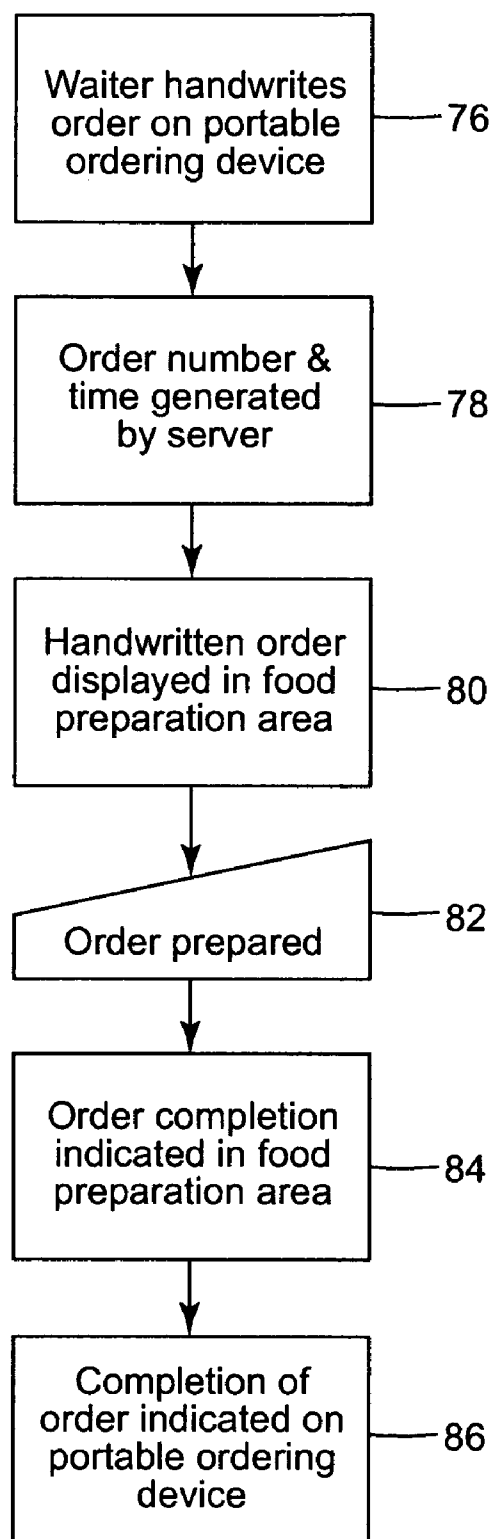 Waiter handwrites
order on portable
ordering device
76
Order number &
time generated
by server
78
Handwritten order
displayed in food
preparation area
80
Order prepared
82
Order completion
indicated in food
preparation area
84
Completion of
order indicated on
portable ordering
device
86